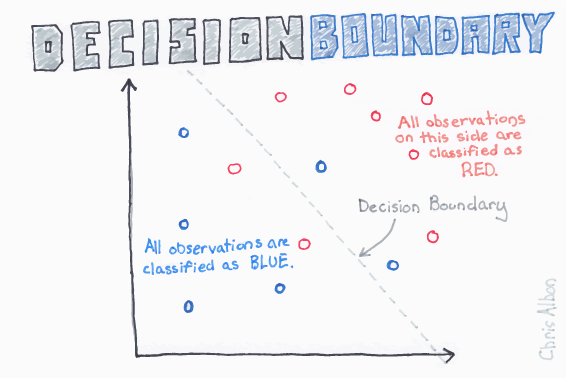 DECISION BOUNDARY
All observations
on this side are
classified as
RED.
Decision Boundary
All observations are
classified as BLUE.
Chris Albon